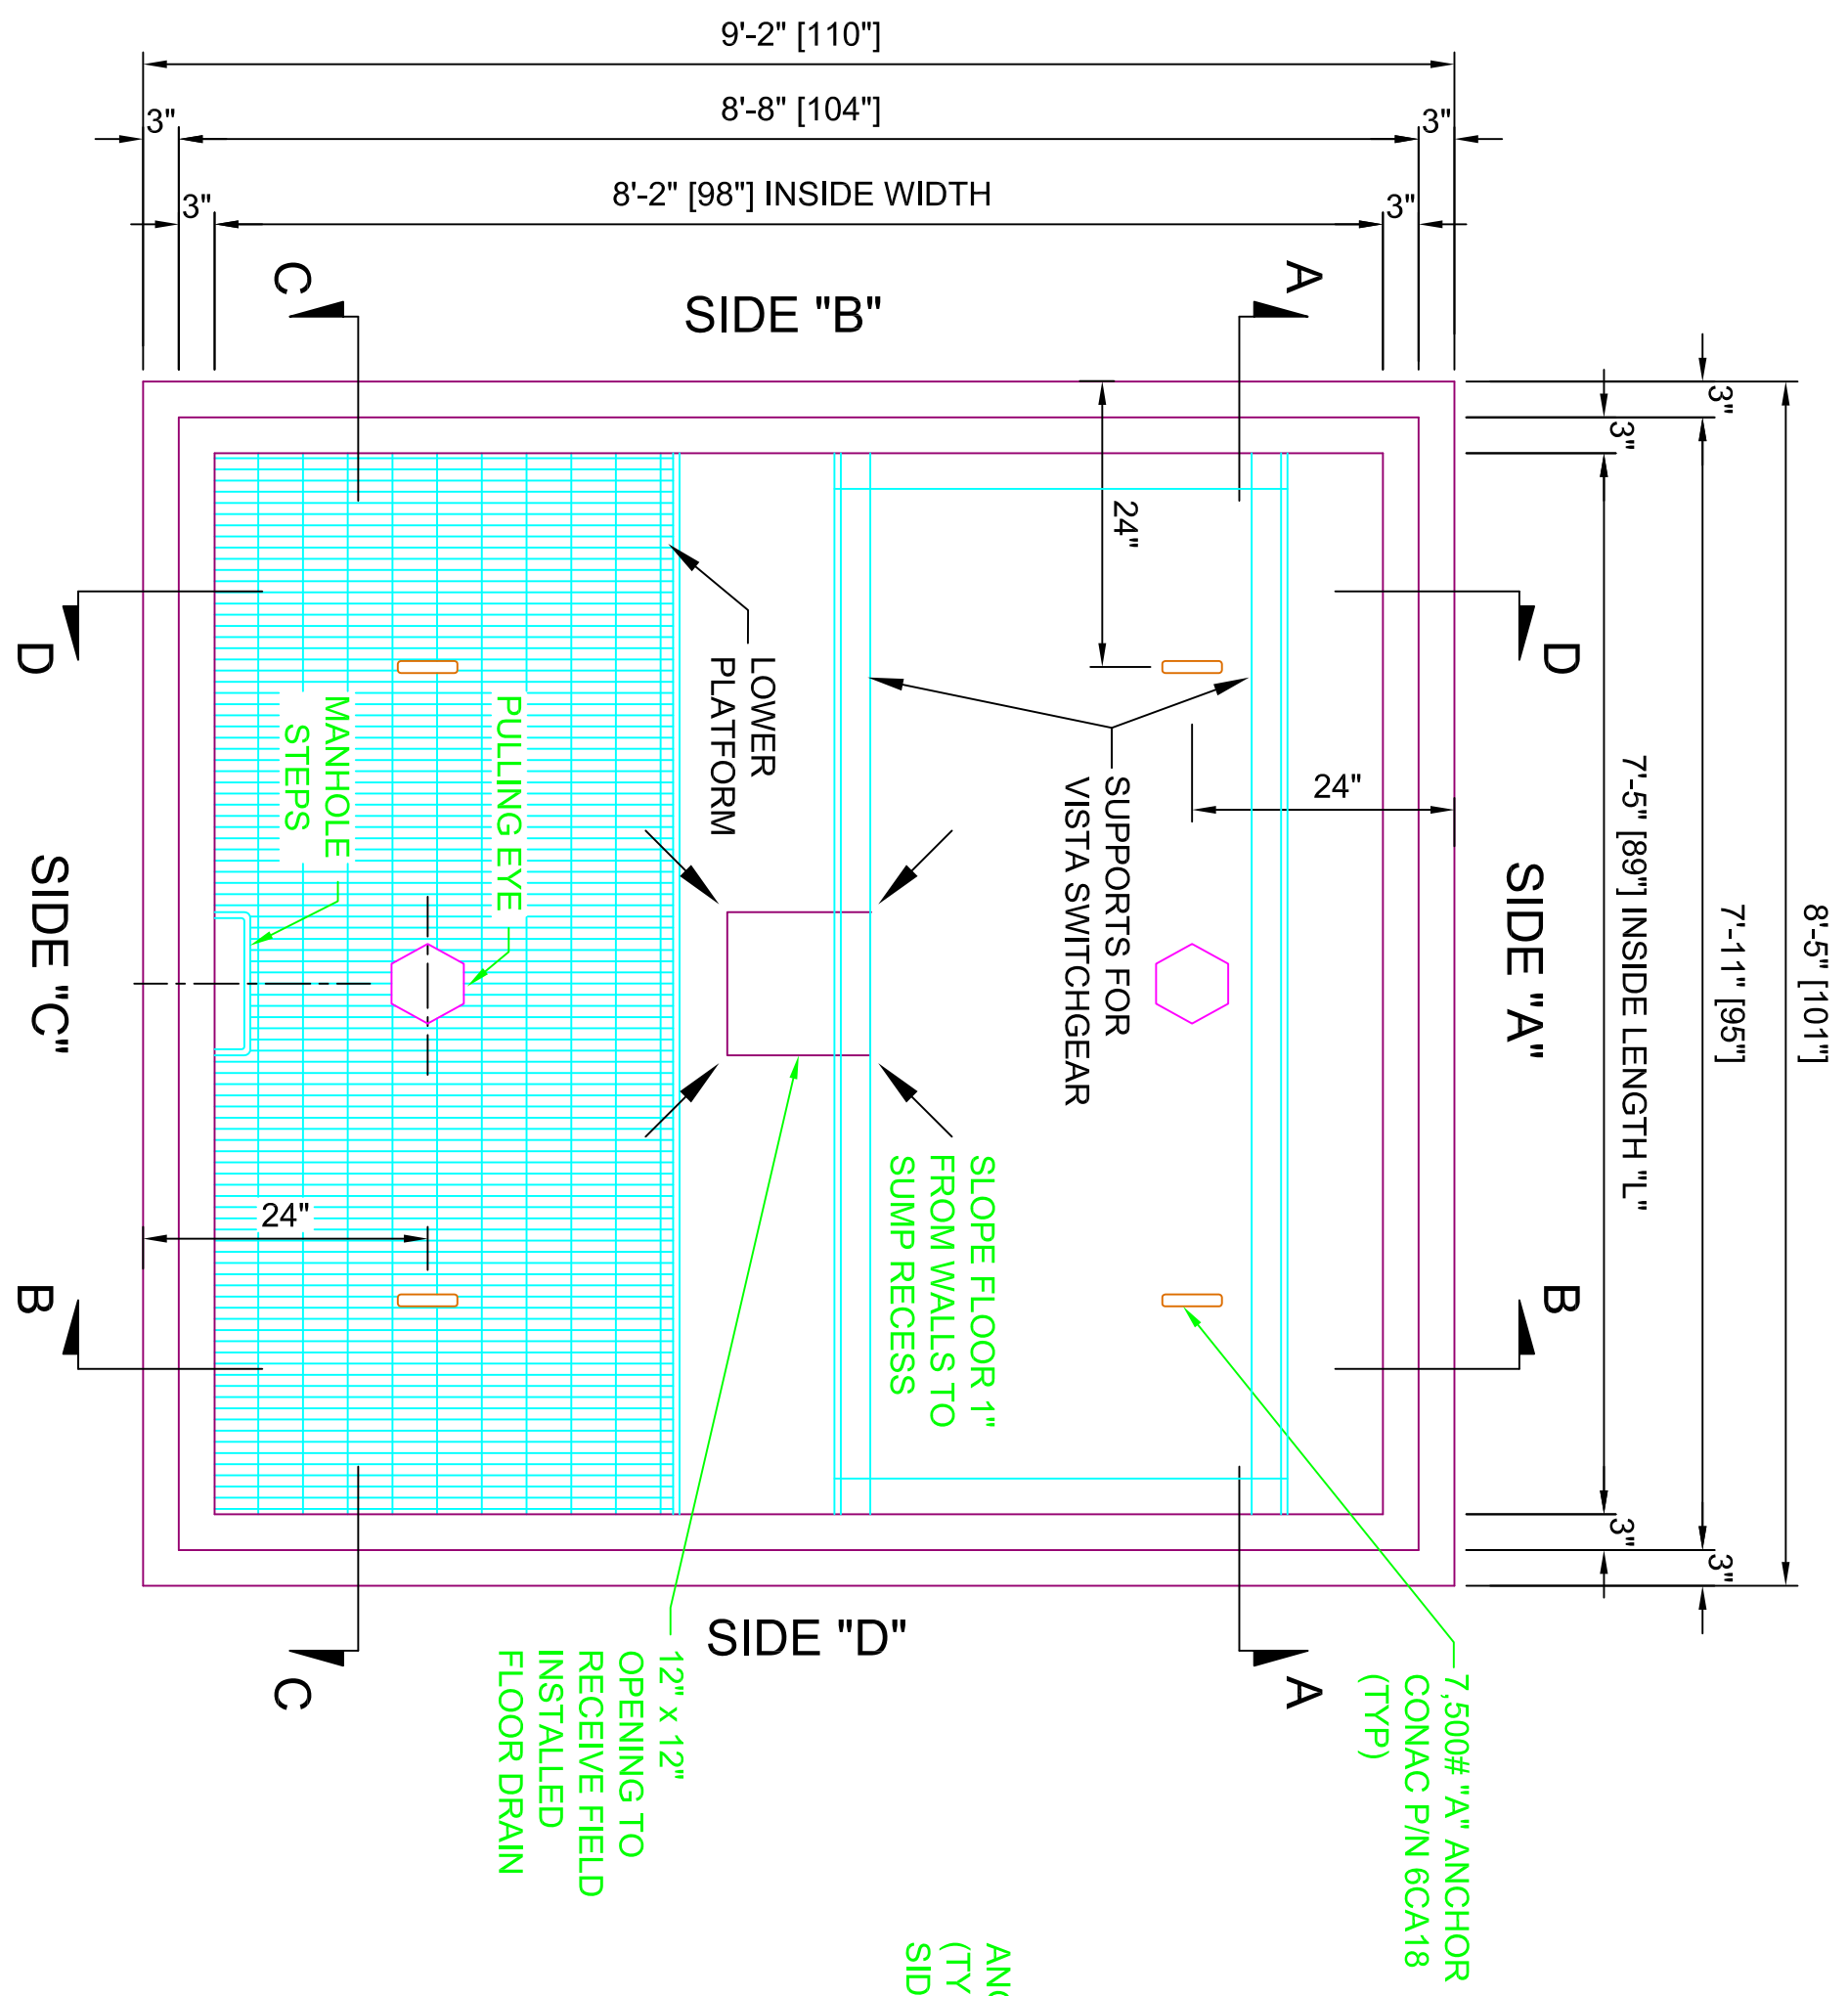 9'-2" [110"]
8'-8" [104"]
3"
3"
8'-2" [98"] INSIDE WIDTH
3"
3"
C
A
SIDE "B"
8'-5" [101"]
7'-11" [95"]
7'-5" [89"] INSIDE LENGTH "L"
3"
3"
3"
3"
24"
24"
24"
D
D
SIDE "A"
SIDE "C"
B
B
LOWER
PLATFORM
SUPPORTS FOR
VISTA SWITCHGEAR
PULLING EYE
MANHOLE
STEPS
SLOPE FLOOR 1"
FROM WALLS TO
SUMP RECESS
SIDE "D"
C
A
12" x 12"
OPENING TO
RECEIVE FIELD
INSTALLED
FLOOR DRAIN
7,500# "A" ANCHOR
CONAC P/N 6CA18
(TYP)
(TY
SID